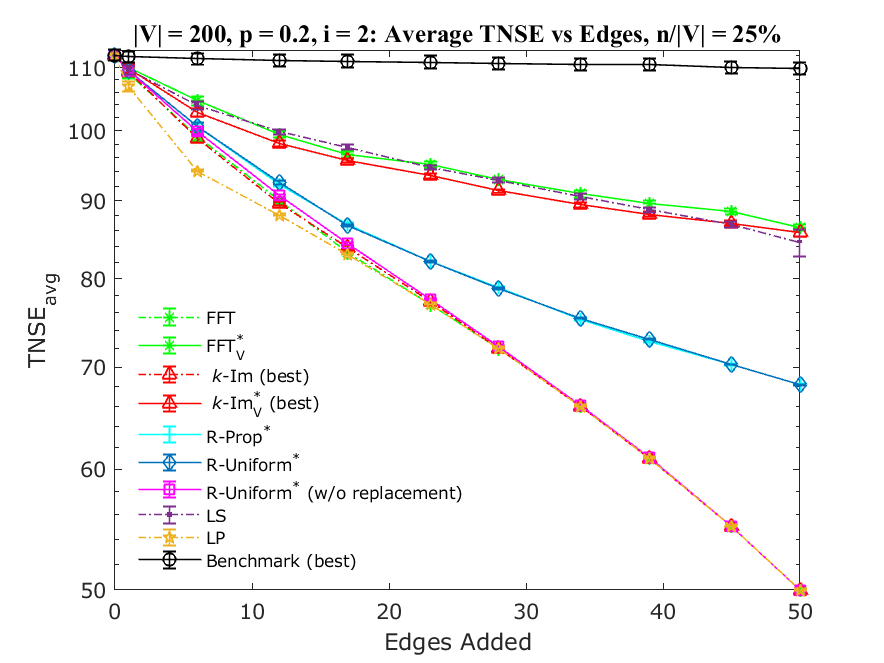 |V| = 200, p = 0.2, i = 2: Average TNSE vs Edges, n/|V| = 25%
110
100
90
80
70
60
50
TNSE_avg
FFT
FFT*_V
k-Im (best)
k-Im*_V (best)
R-Prop*
R-Uniform*
R-Uniform* (w/o replacement)
LS
LP
Benchmark (best)
0 10 20 30 40 50
Edges Added